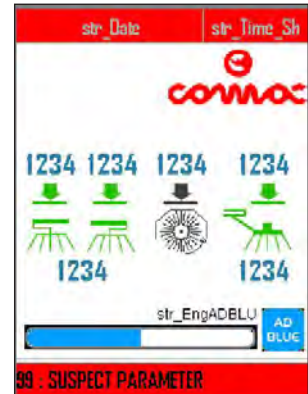 str_Date str_Time_Sh
comac
1234 1234 1234 1234
1234 1234
str_EngADBLU
AD
BLUE
99 : SUSPECT PARAMETER